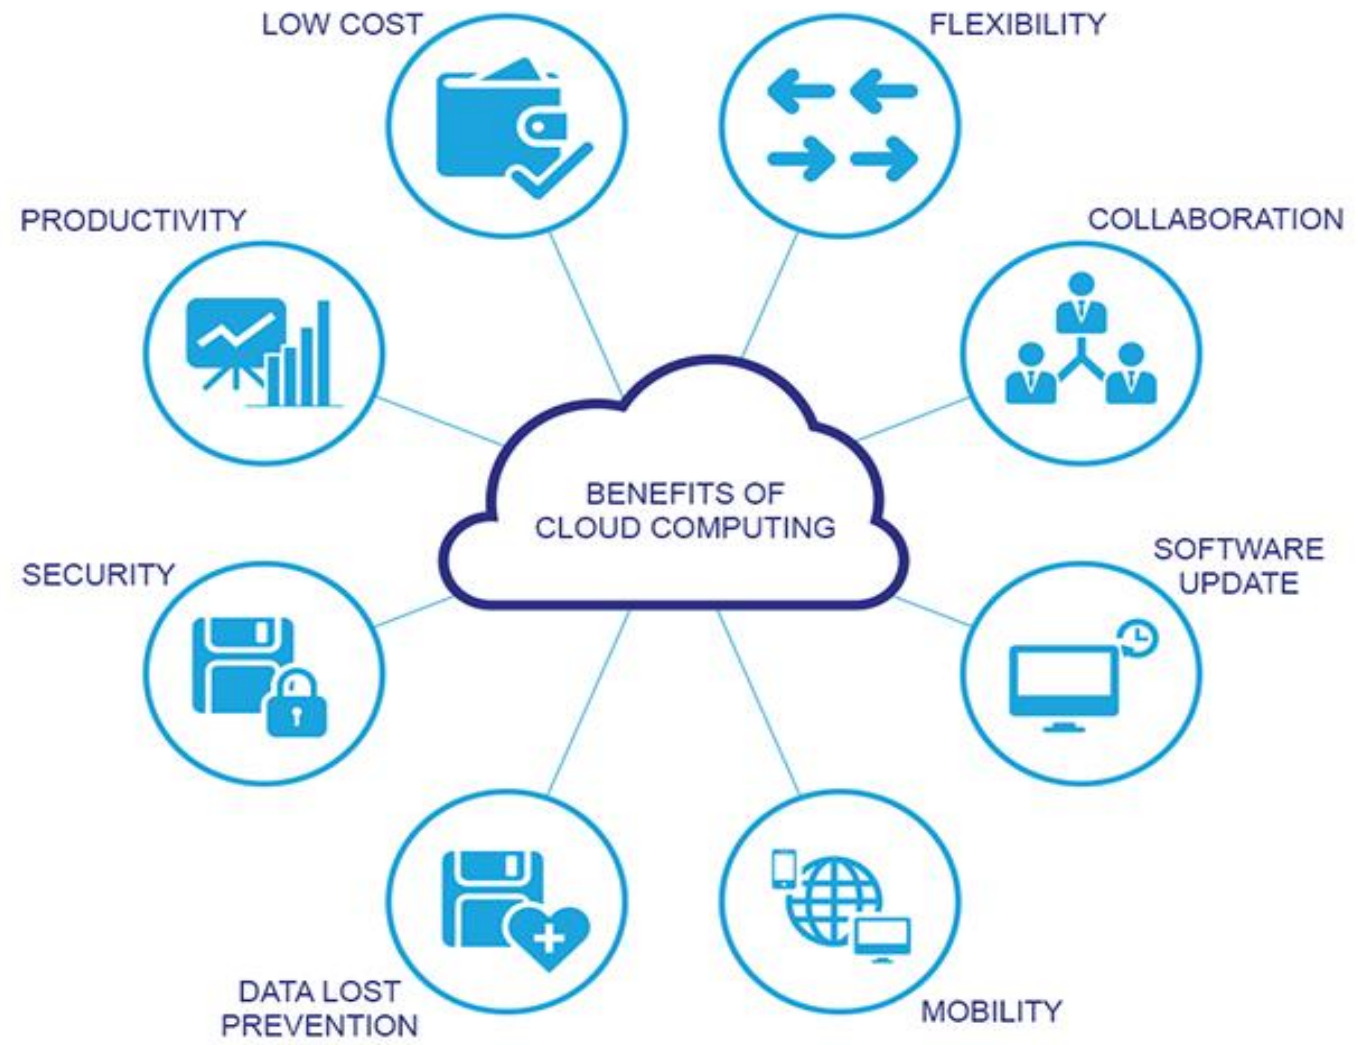 LOW COST
FLEXIBILITY
PRODUCTIVITY
COLLABORATION
BENEFITS OF
CLOUD COMPUTING
SECURITY
SOFTWARE
UPDATE
DATA LOST
PREVENTION
MOBILITY